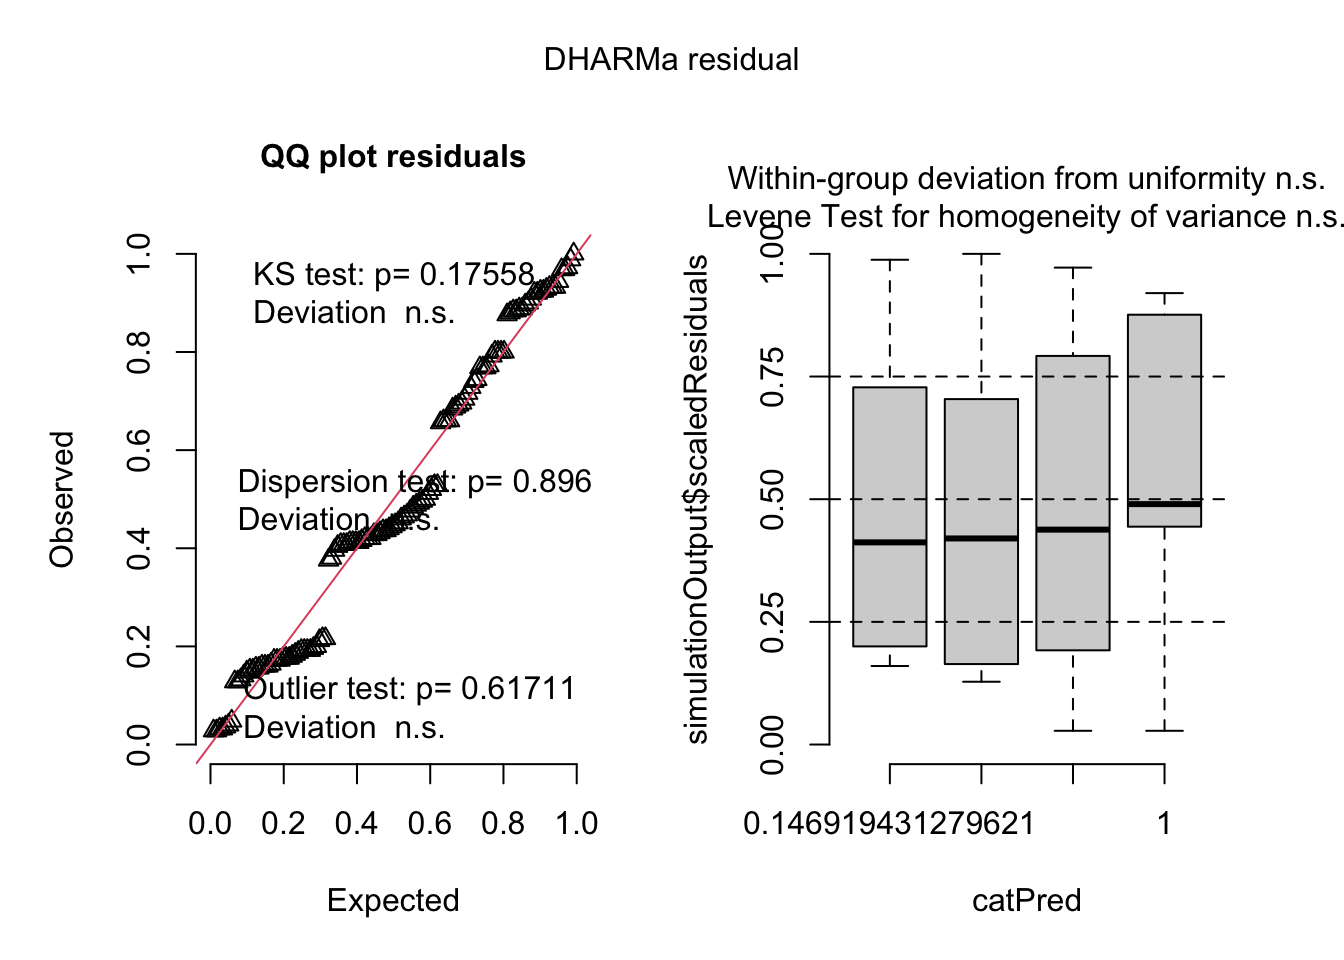 DHARMa residual
QQ plot residuals
KS test: p= 0.17558
Deviation  n.s.
Dispersion test: p= 0.896
Deviation  n.s.
Outlier test: p= 0.61711
Deviation  n.s.
Observed
0.0
0.2
0.4
0.6
0.8
1.0
0.0 0.2 0.4 0.6 0.8 1.0
Expected
Within-group deviation from uniformity n.s.
Levene Test for homogeneity of variance n.s.
simulationOutput$scaledResiduals
0.00
0.25
0.50
0.75
1.00
0.146919431279621 1
catPred